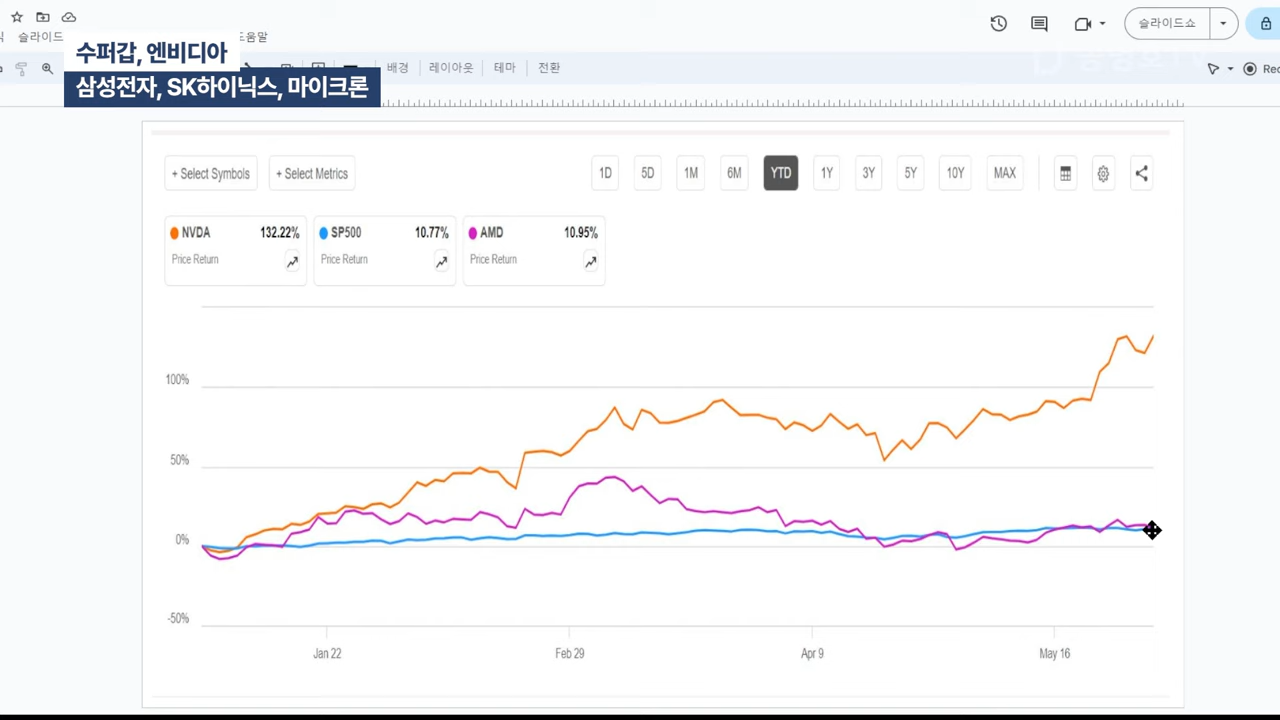 슬라이드쇼
슬라이드
도움말
수퍼갑, 엔비디아
삼성전자, SK하이닉스, 마이크론
배경
레이아웃
테마
전환
Rec
+ Select Symbols
+ Select Metrics
1D
5D
1M
6M
YTD
1Y
3Y
5Y
10Y
MAX
NVDA 132.22%
Price Return
SP500 10.77%
Price Return
AMD 10.95%
Price Return
100%
50%
0%
-50%
Jan 22
Feb 29
Apr 9
May 16